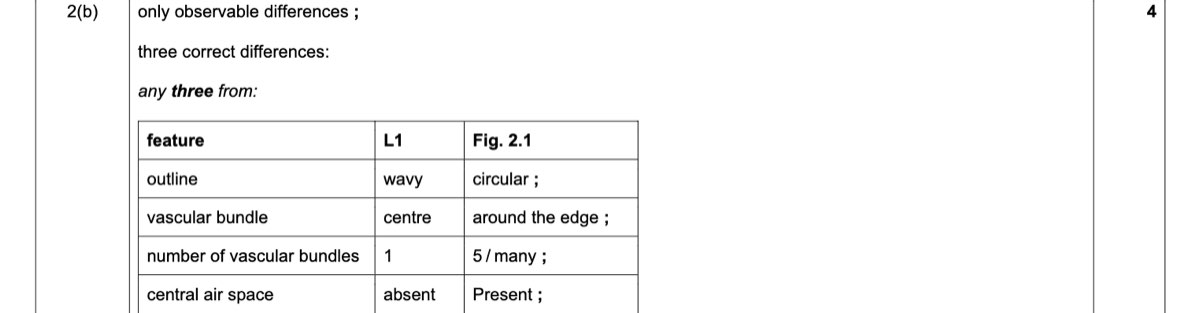 2(b) only observable differences ; 4
three correct differences:
any three from:
feature L1 Fig. 2.1
outline wavy circular ;
vascular bundle centre around the edge ;
number of vascular bundles 1 5 / many ;
central air space absent Present ;